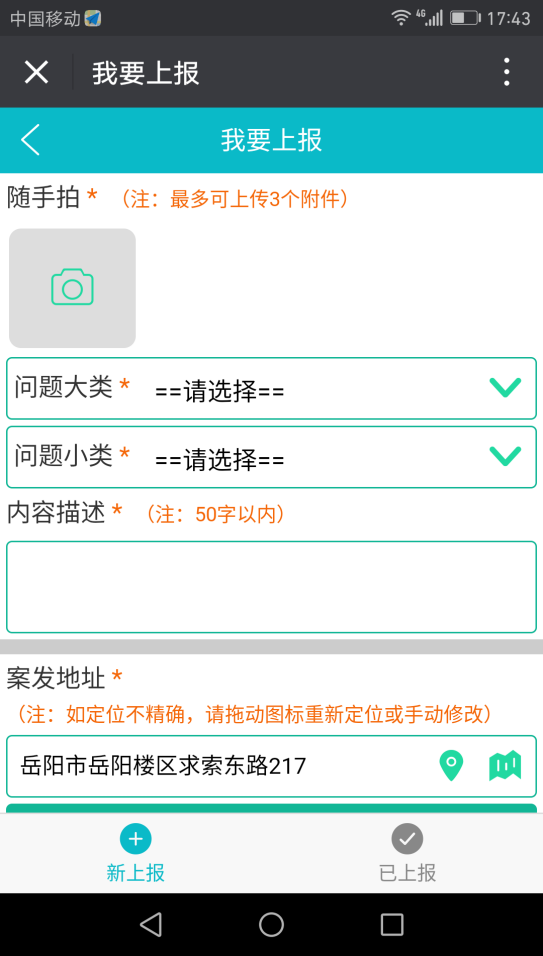 中国移动 4G 17:43
我要上报
我要上报
随手拍 * （注：最多可上传3个附件）
问题大类 * ==请选择==
问题小类 * ==请选择==
内容描述 * （注：50字以内）
案发地址 *
（注：如定位不精确，请拖动图标重新定位或手动修改）
岳阳市岳阳楼区求索东路217
新上报 已上报